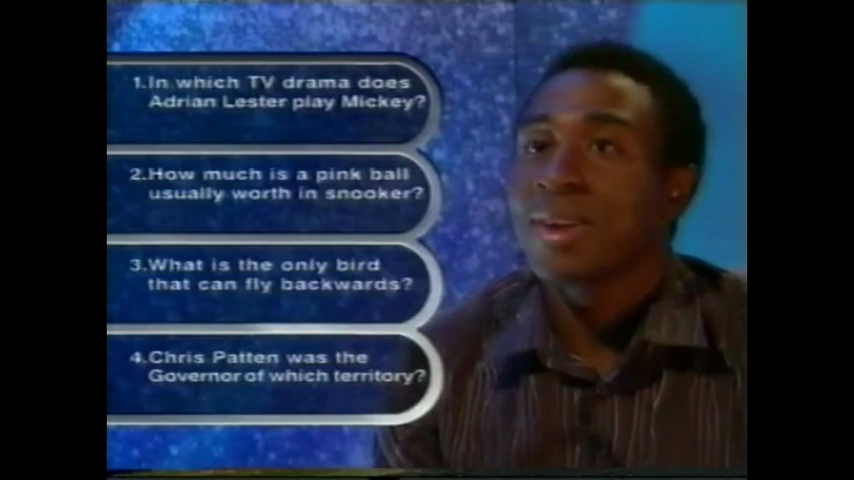 1.In which TV drama does
Adrian Lester play Mickey?
2.How much is a pink ball
usually worth in snooker?
3.What is the only bird
that can fly backwards?
4.Chris Patten was the
Governor of which territory?